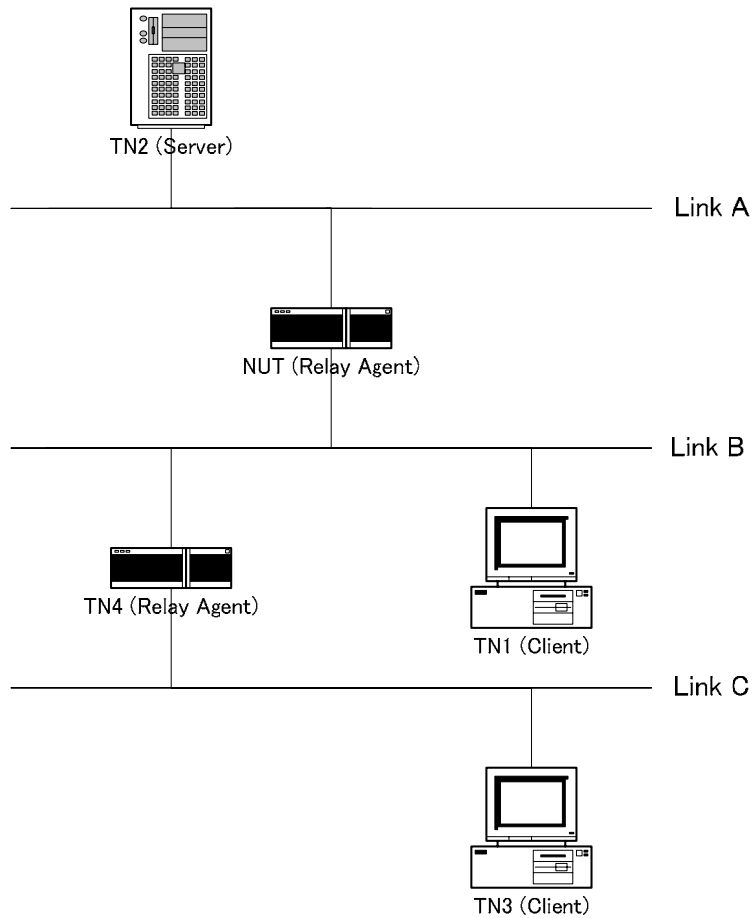 TN2 (Server)
Link A
NUT (Relay Agent)
Link B
TN4 (Relay Agent)
TN1 (Client)
Link C
TN3 (Client)